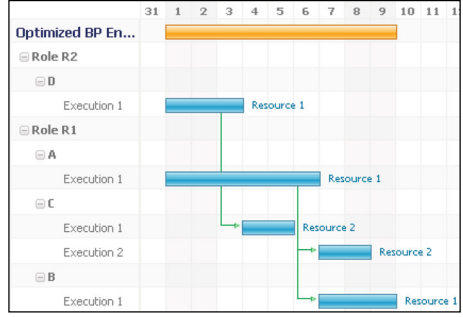 31 1 2 3 4 5 6 7 8 9 10 11
Optimized BP En...
Role R2
D
Execution 1 Resource 1
Role R1
A
Execution 1 Resource 1
C
Execution 1 Resource 2
Execution 2 Resource 2
B
Execution 1 Resource 1